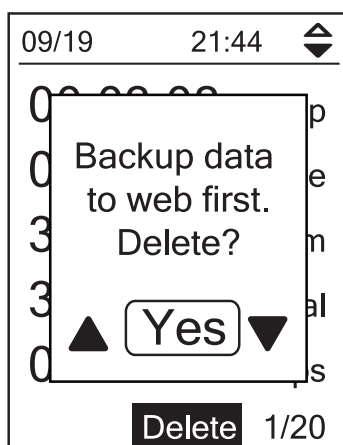 09/19 21:44
Backup data
to web first.
Delete?
Yes
Delete 1/20